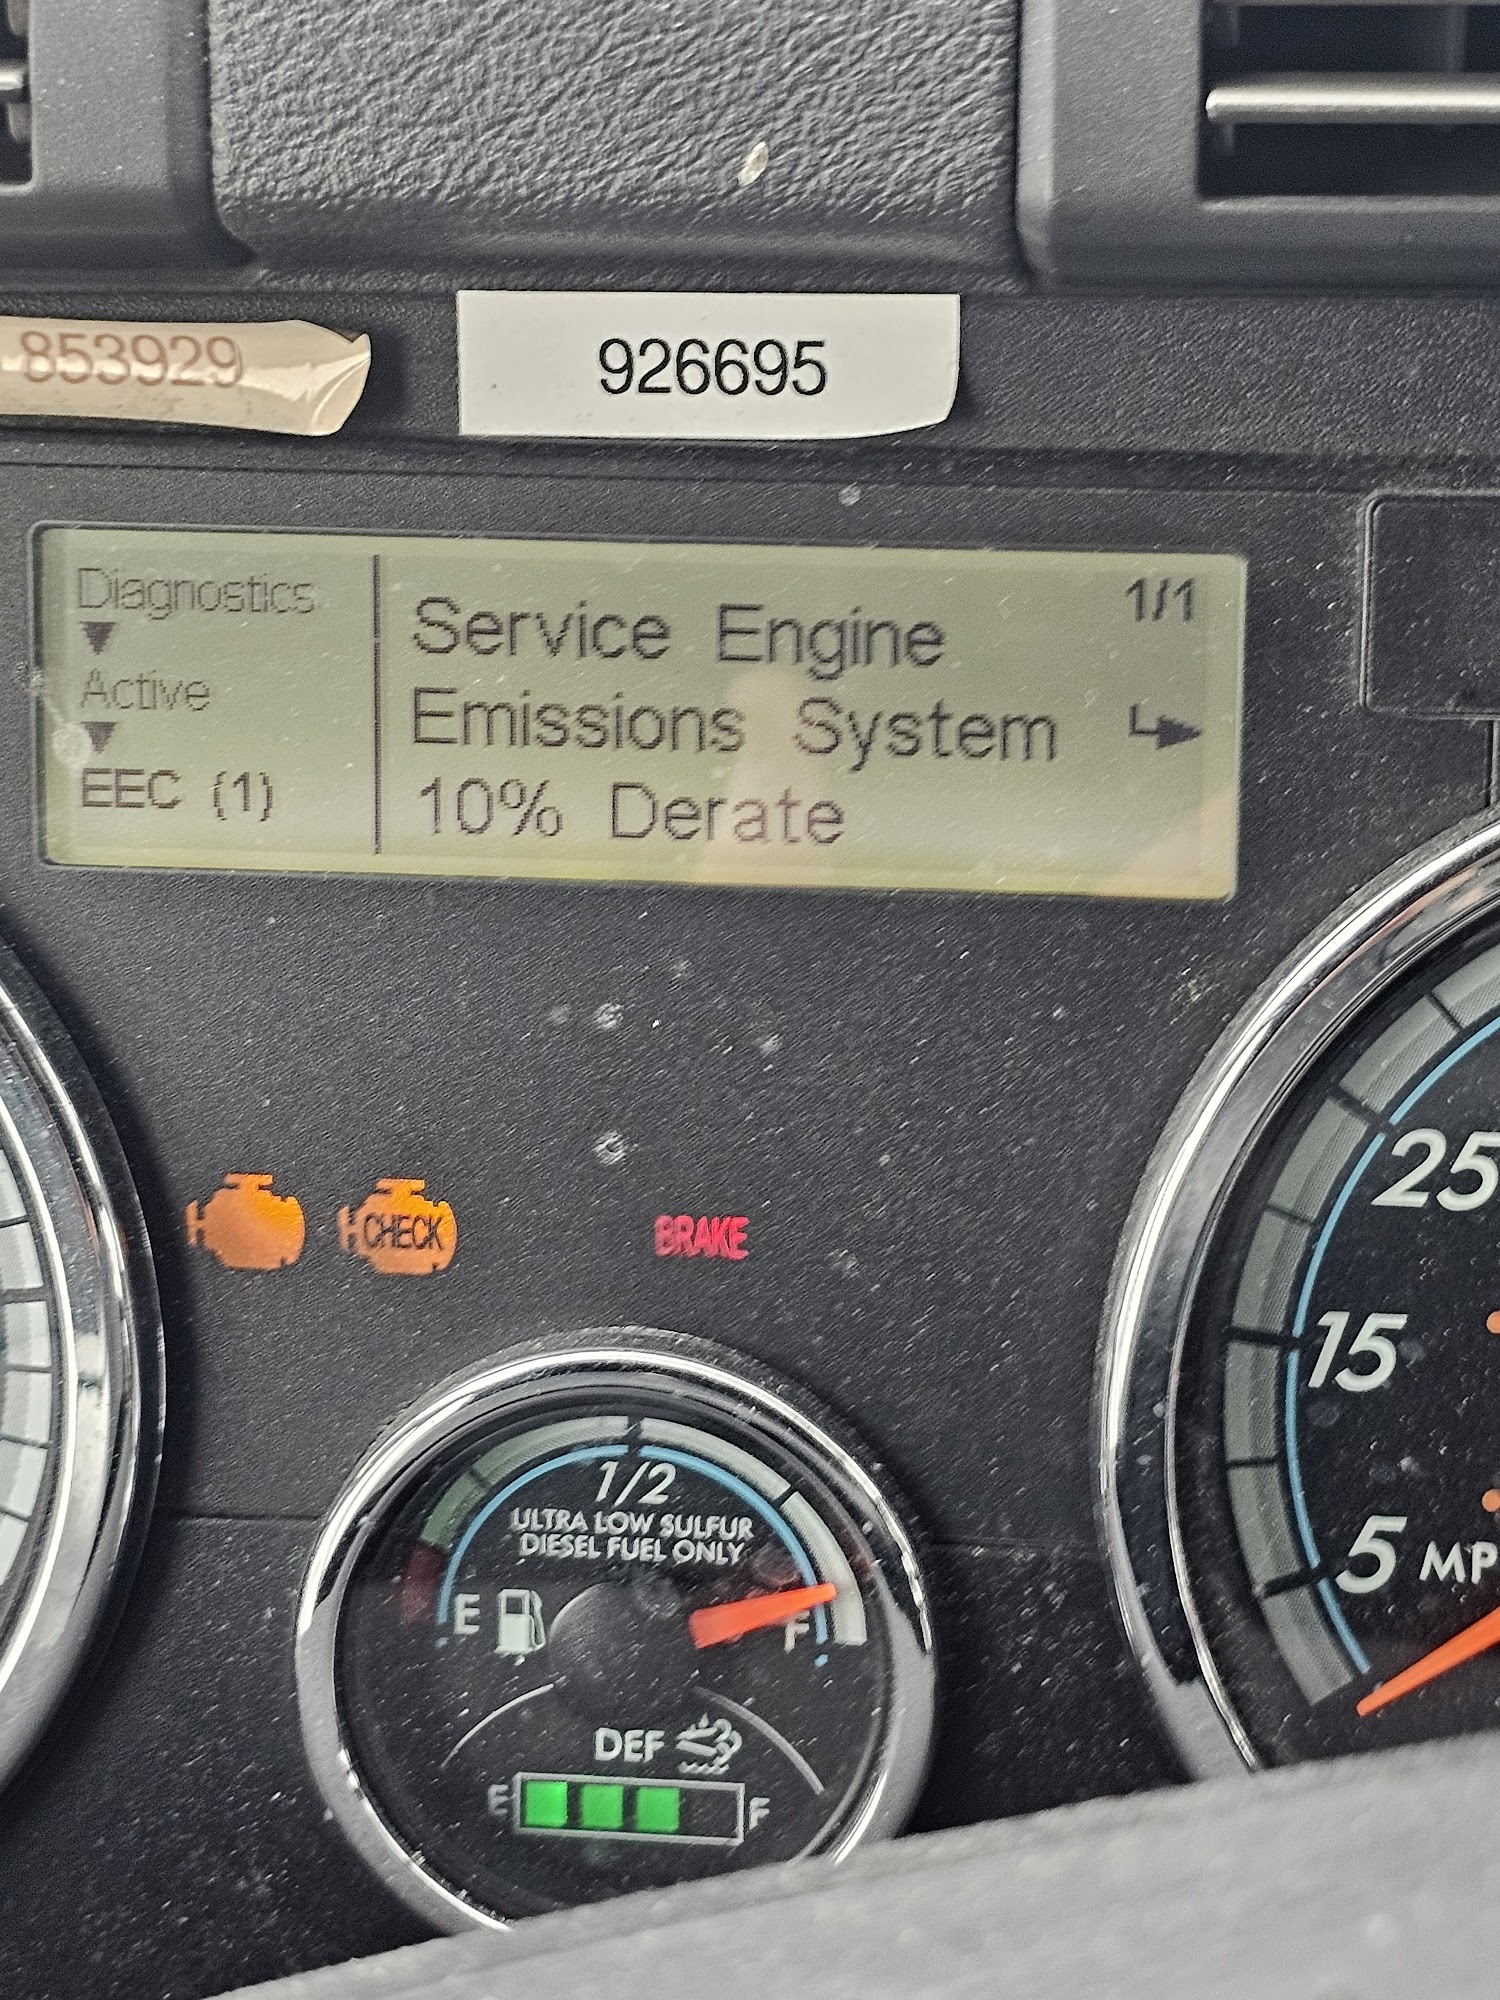 853929
926695
Diagnostics
Active
EEC (1)
1/1
Service Engine
Emissions System
10% Derate
CHECK
BRAKE
1/2
ULTRA LOW SULFUR
DIESEL FUEL ONLY
E
F
DEF
E
F
25
15
5 MP